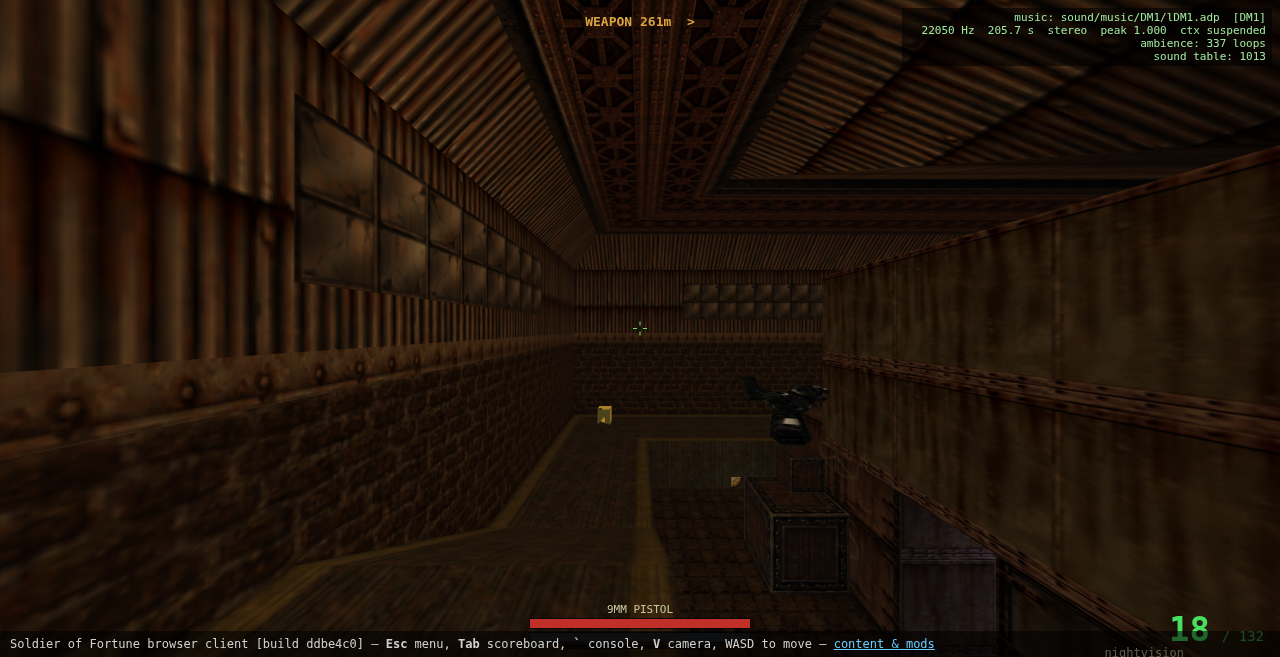 WEAPON 261m  >
music: sound/music/DM1/lDM1.adp  [DM1]
22050 Hz  205.7 s  stereo  peak 1.000  ctx suspended
ambience: 337 loops
sound table: 1013
9MM PISTOL
18 / 132
Soldier of Fortune browser client [build ddbe4c0] — Esc menu, Tab scoreboard, ` console, V camera, WASD to move — content & mods
nightvision